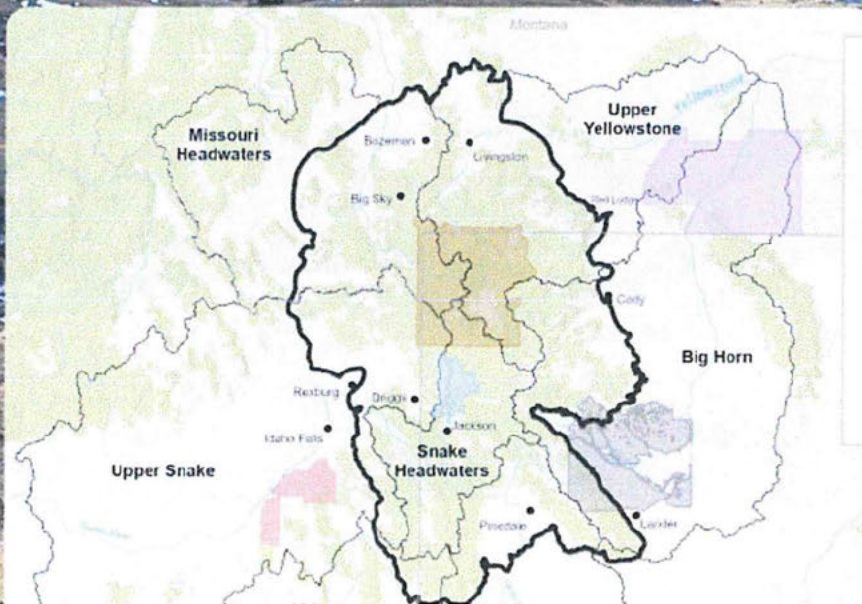 Montana
Upper
Yellowstone
Yellowstone
Missouri
Headwaters
Bozeman
Livingston
Big Sky
Red Lodge
Cody
Big Horn
Rexburg
Driggs
Jackson
Idaho Falls
Snake
Headwaters
Upper Snake
Pinedale
Lander